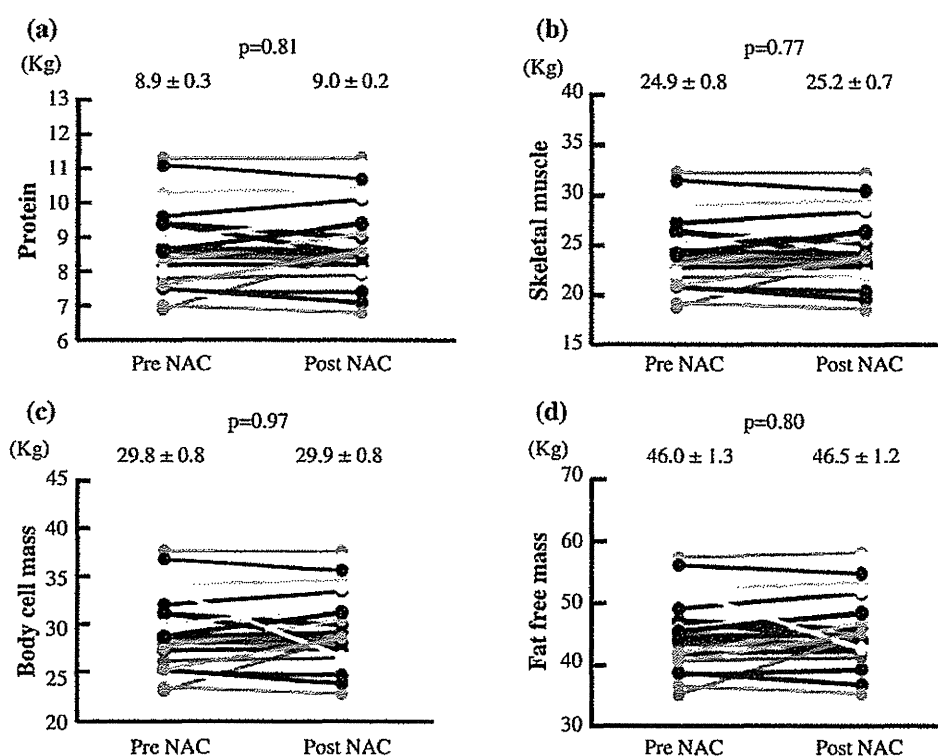 (a)
p=0.81
(Kg)
8.9 ± 0.3
9.0 ± 0.2
13
12
11
10
9
8
7
6
Protein
Pre NAC
Post NAC
(b)
p=0.77
(Kg)
24.9 ± 0.8
25.2 ± 0.7
40
35
30
25
20
15
Skeletal muscle
Pre NAC
Post NAC
(c)
p=0.97
(Kg)
29.8 ± 0.8
29.9 ± 0.8
45
40
35
30
25
20
Body cell mass
Pre NAC
Post NAC
(d)
p=0.80
(Kg)
46.0 ± 1.3
46.5 ± 1.2
70
60
50
40
30
Fat free mass
Pre NAC
Post NAC